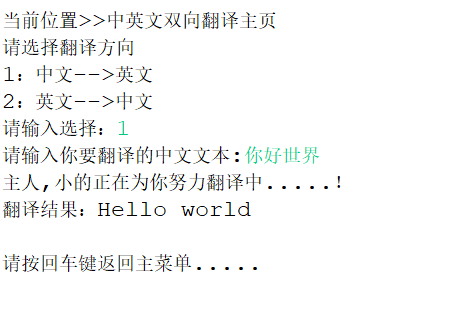 当前位置>>中英文双向翻译主页
请选择翻译方向
1：中文-->英文
2：英文-->中文
请输入选择：1
请输入你要翻译的中文文本:你好世界
主人,小的正在为你努力翻译中.....!
翻译结果：Hello world
请按回车键返回主菜单.....